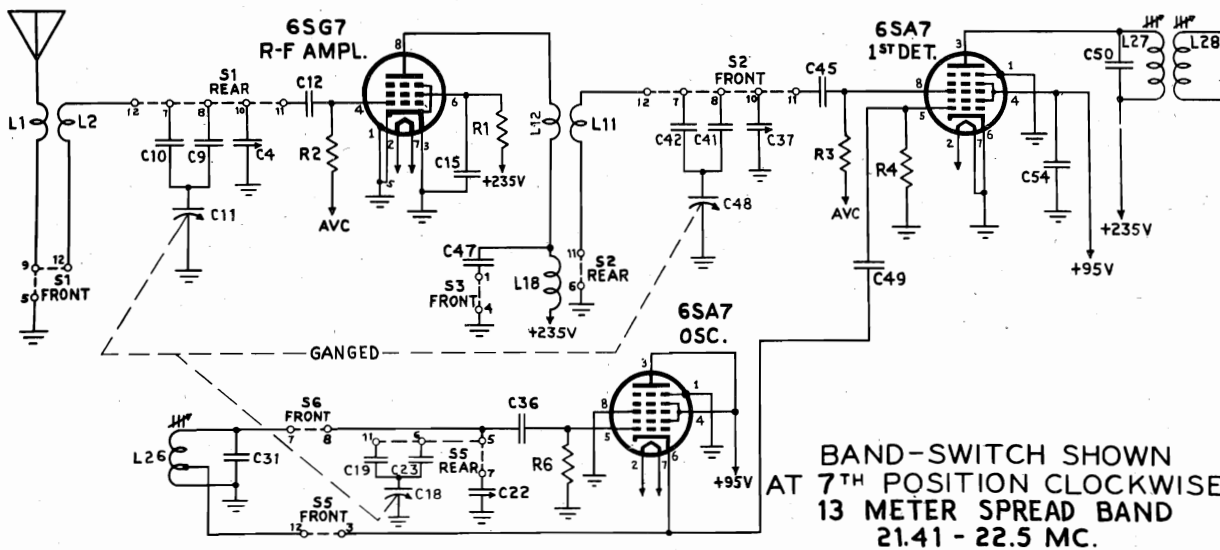 6SG7
R-F AMPL.
8
4
6
1
2
7
3
5
6SA7
1ST DET.
3
8
5
1
4
2
6
L27
L28
C50
S1
REAR
12
7
8
10
11
C12
S2
FRONT
12
7
8
10
11
C45
L1
L2
C10
C9
C4
R2
C15
R1
L12
L11
C42
C41
C37
R3
R4
C54
+235V
AVC
C11
C48
AVC
+235V
+95V
C49
9
12
5
S1
FRONT
C47
1
S3
FRONT
4
L18
+235V
11
S2
REAR
6
GANGED
6SA7
OSC.
3
8
5
1
4
2
7
6
S6
FRONT
7
8
C36
L26
C31
11
6
5
C19
C23
S5
REAR
7
C18
C22
R6
+95V
S5
FRONT
12
3
BAND-SWITCH SHOWN
AT 7TH POSITION CLOCKWISE
13 METER SPREAD BAND
21.41 - 22.5 MC.